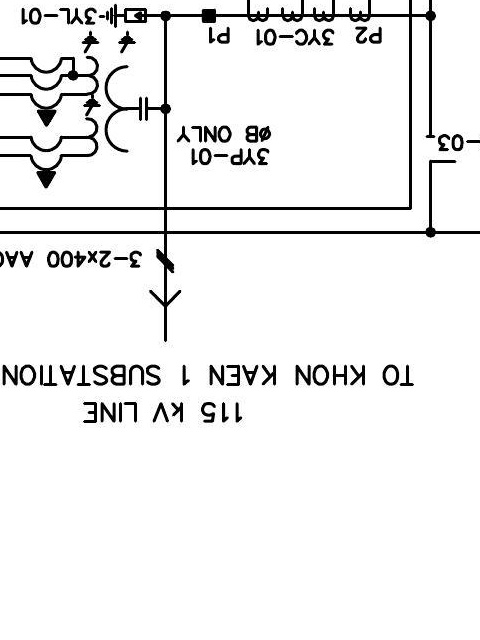 115 kV LINE
TO KHON KAEN 1 SUBSTATION
3-2x400 AAC
-03
3YP-01
ØB ONLY
P2 3YC-01 P1
3YL-01